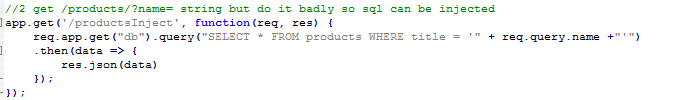 //2 get /products/?name= string but do it badly so sql can be injected
app.get('/productsInject', function(req, res) {
req.app.get("db").query("SELECT * FROM products WHERE title = '" + req.query.name +"'")
.then(data => {
res.json(data)
});
});